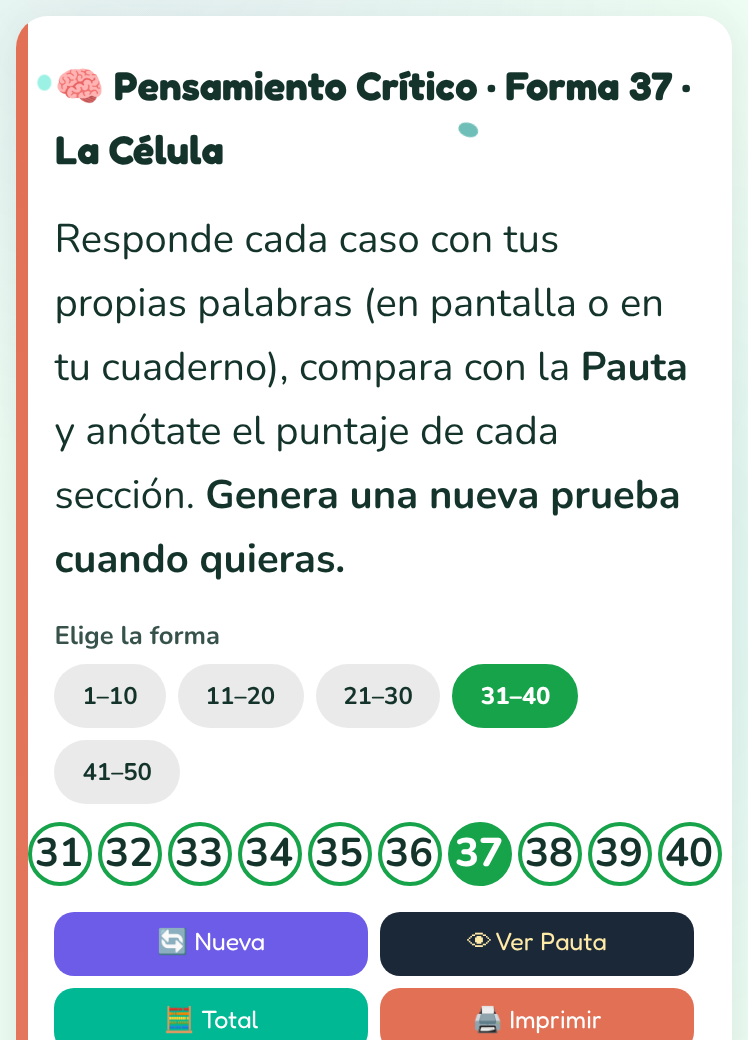 🧠 Pensamiento Crítico · Forma 37 ·
La Célula
Responde cada caso con tus
propias palabras (en pantalla o en
tu cuaderno), compara con la Pauta
y anótate el puntaje de cada
sección. Genera una nueva prueba
cuando quieras.
Elige la forma
1–10 11–20 21–30 31–40
41–50
31 32 33 34 35 36 37 38 39 40
🔄 Nueva 👁 Ver Pauta
🧮 Total 🖨️ Imprimir